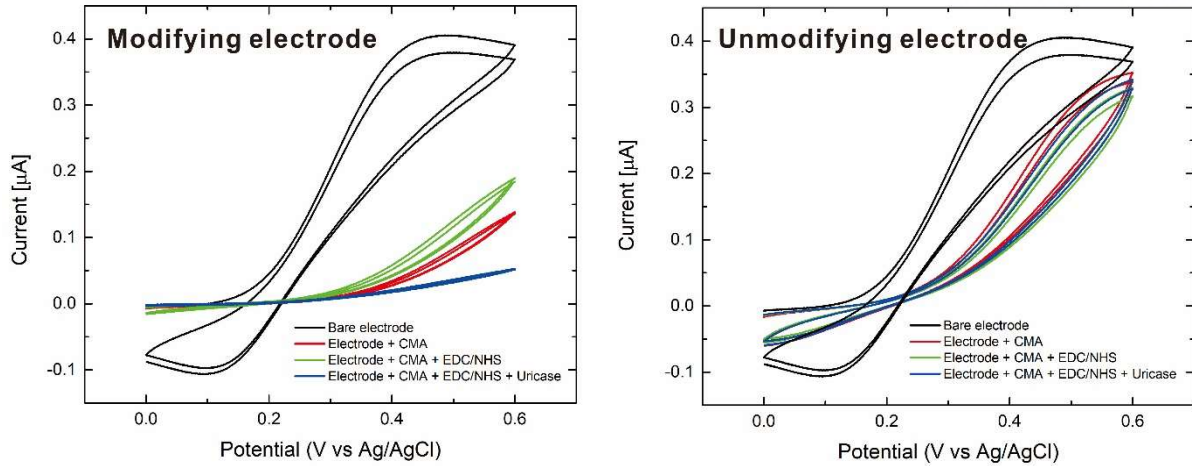 Modifying electrode
Current [μA]
0.4
0.3
0.2
0.1
0.0
-0.1
Bare electrode
Electrode + CMA
Electrode + CMA + EDC/NHS
Electrode + CMA + EDC/NHS + Uricase
0.0 0.2 0.4 0.6
Potential (V vs Ag/AgCl)
Unmodifying electrode
Current [μA]
0.4
0.3
0.2
0.1
0.0
-0.1
Bare electrode
Electrode + CMA
Electrode + CMA + EDC/NHS
Electrode + CMA + EDC/NHS + Uricase
0.0 0.2 0.4 0.6
Potential (V vs Ag/AgCl)